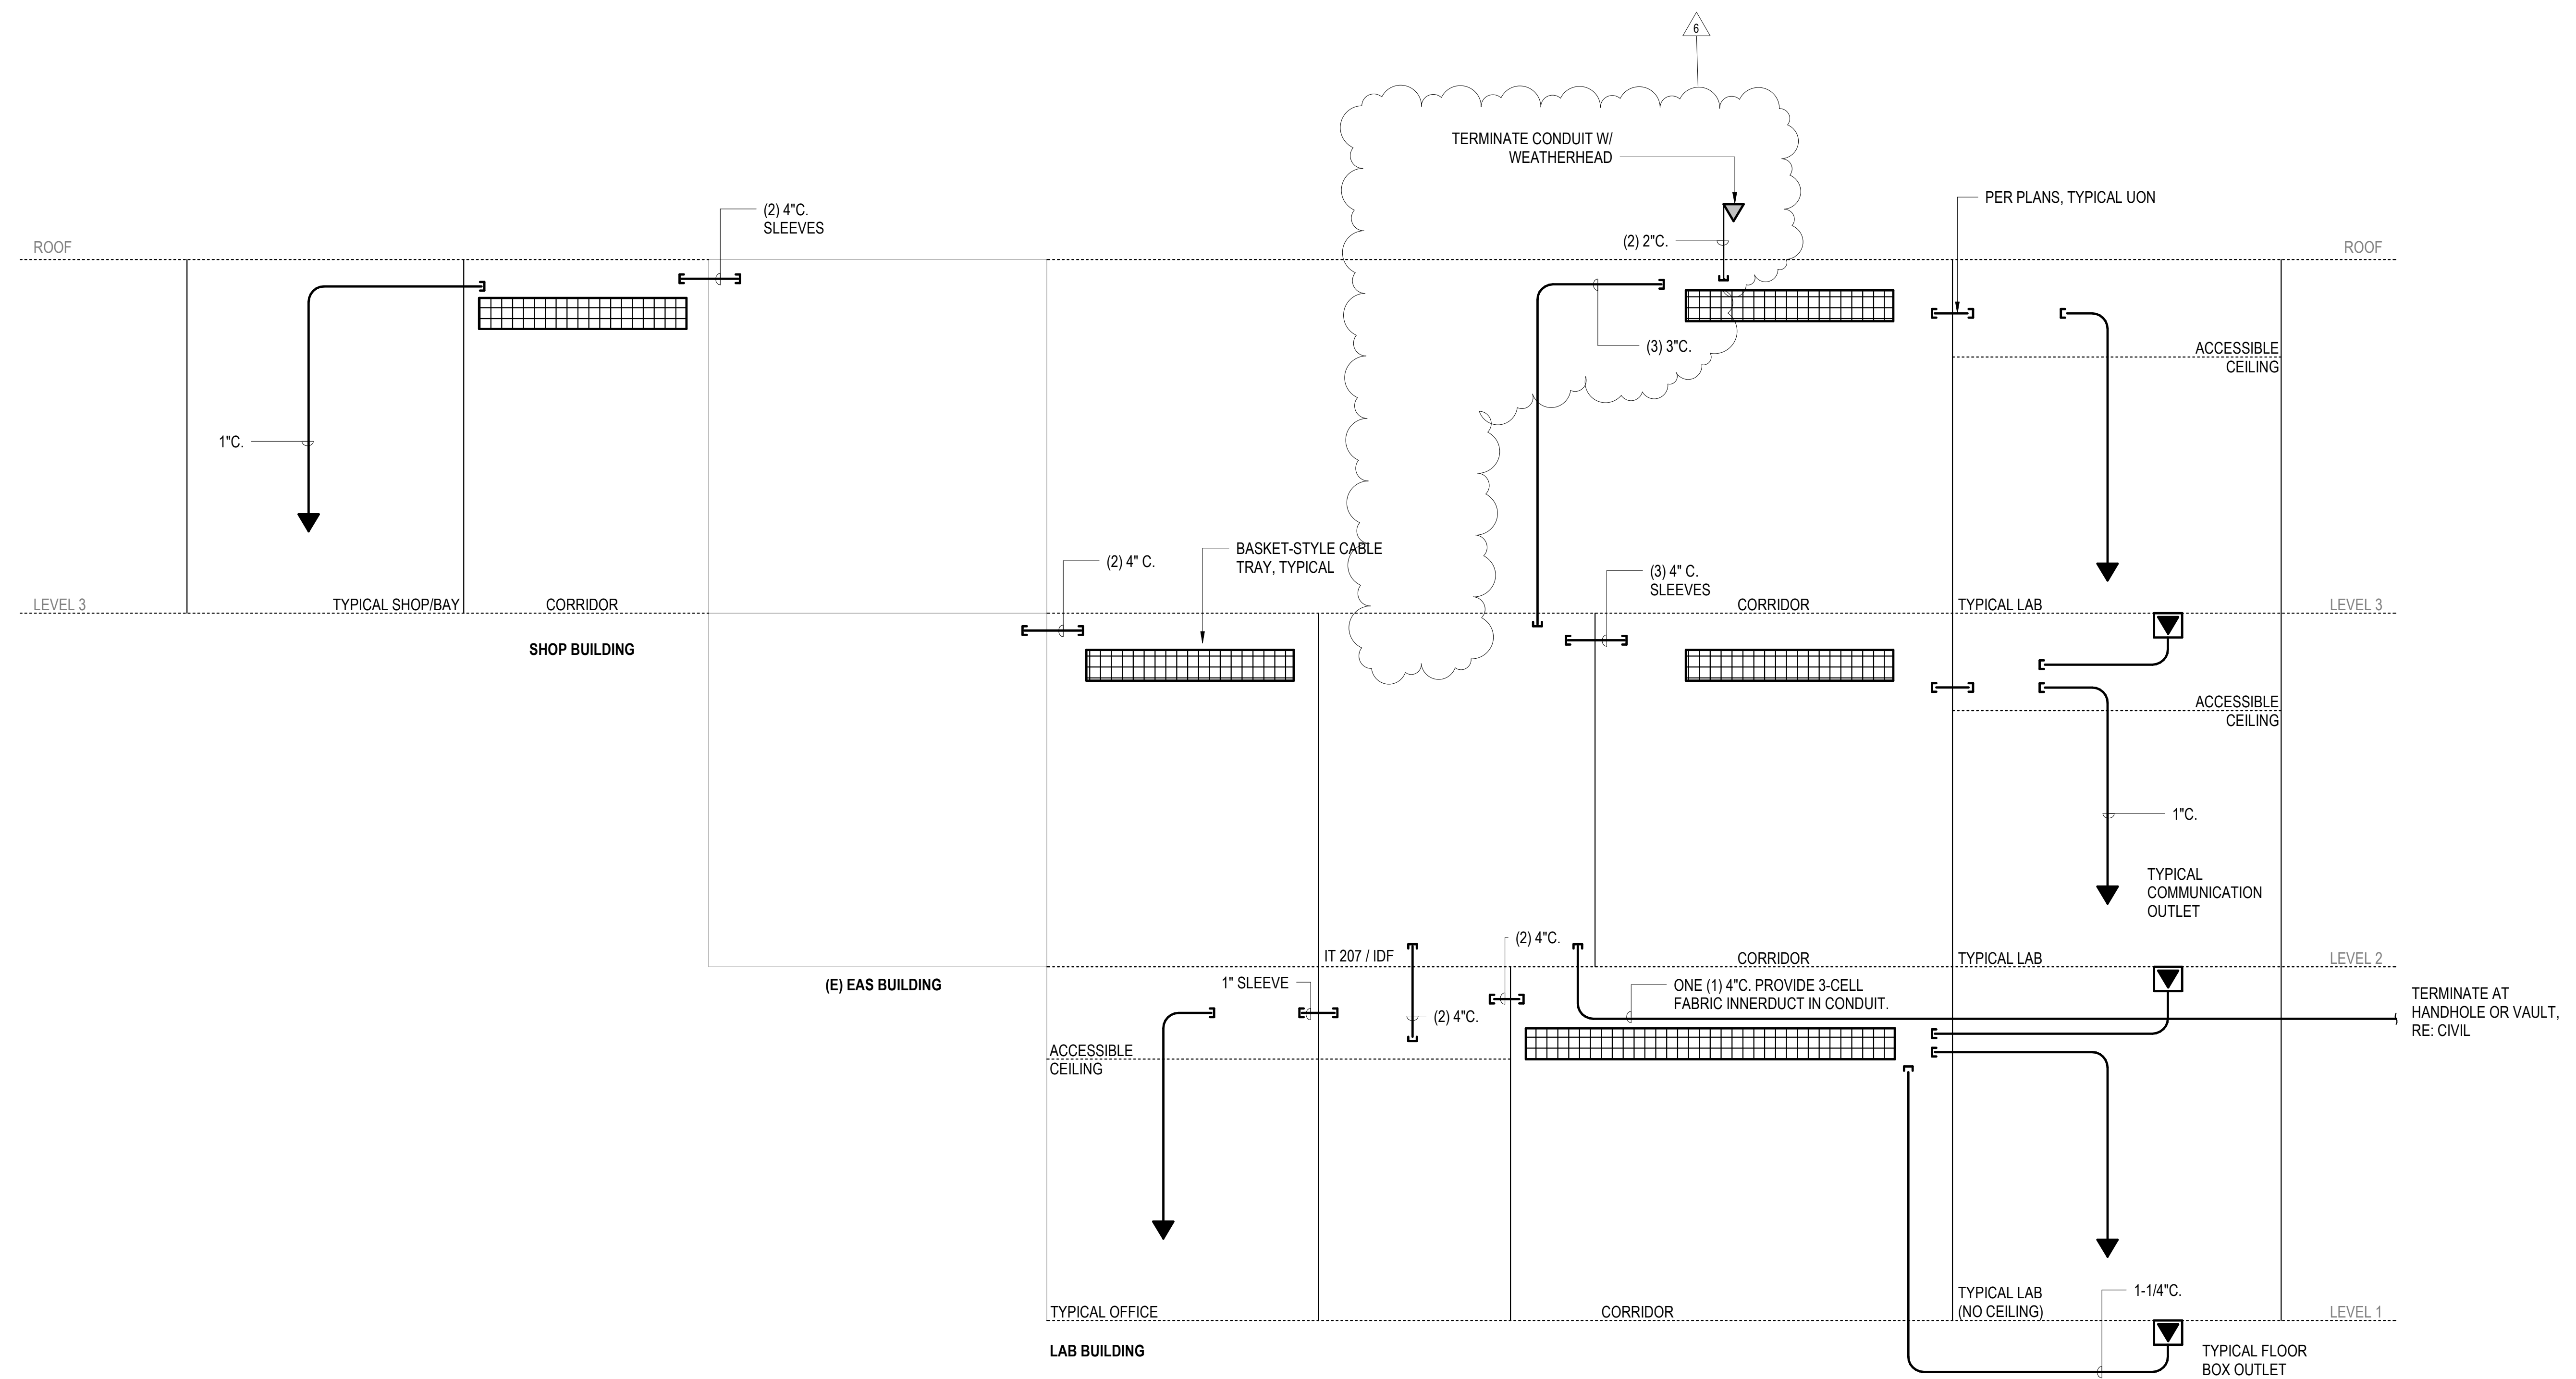 6
TERMINATE CONDUIT W/
WEATHERHEAD
PER PLANS, TYPICAL UON
(2) 4"C.
SLEEVES
(2) 2"C.
ROOF
ROOF
(3) 3"C.
ACCESSIBLE
CEILING
1"C.
(2) 4" C.
BASKET-STYLE CABLE
TRAY, TYPICAL
(3) 4" C.
SLEEVES
LEVEL 3
TYPICAL SHOP/BAY
CORRIDOR
CORRIDOR
TYPICAL LAB
LEVEL 3
SHOP BUILDING
ACCESSIBLE
CEILING
1"C.
TYPICAL
COMMUNICATION
OUTLET
(2) 4"C.
IT 207 / IDF
CORRIDOR
TYPICAL LAB
LEVEL 2
(E) EAS BUILDING
1" SLEEVE
ONE (1) 4"C. PROVIDE 3-CELL
FABRIC INNERDUCT IN CONDUIT.
(2) 4"C.
TERMINATE AT
HANDHOLE OR VAULT,
RE: CIVIL
ACCESSIBLE
CEILING
1-1/4"C.
TYPICAL OFFICE
CORRIDOR
TYPICAL LAB
(NO CEILING)
LEVEL 1
LAB BUILDING
TYPICAL FLOOR
BOX OUTLET